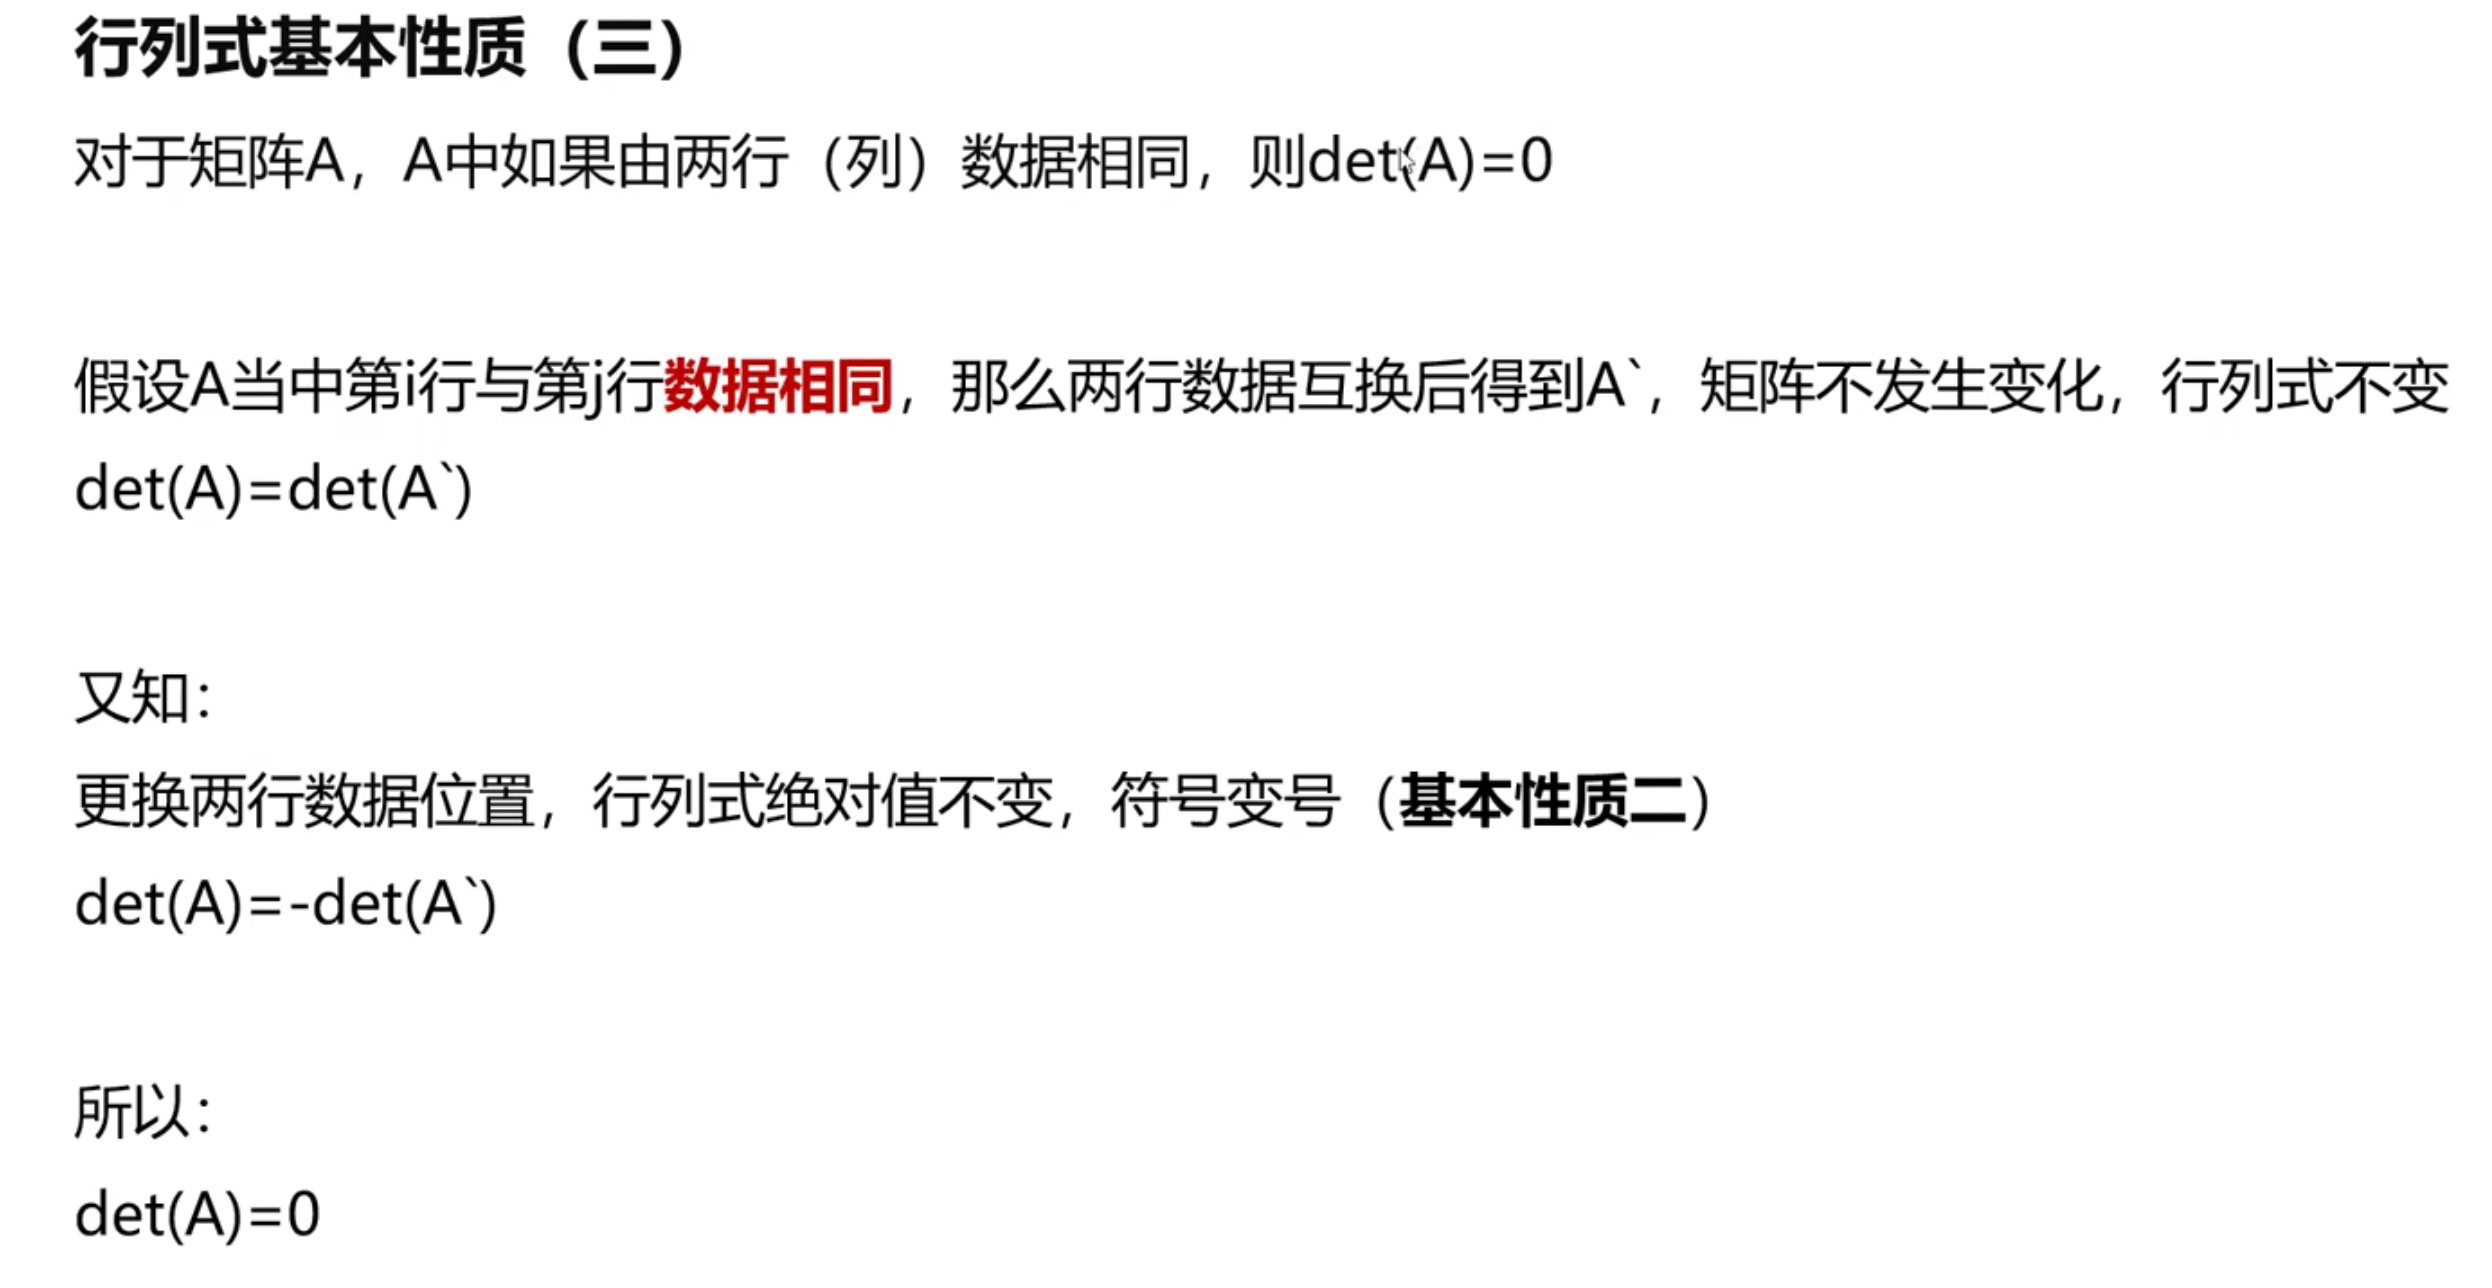 行列式基本性质（三）
对于矩阵A，A中如果由两行（列）数据相同，则det(A)=0
假设A当中第i行与第j行数据相同，那么两行数据互换后得到A`，矩阵不发生变化，行列式不变
det(A)=det(A`)
又知：
更换两行数据位置，行列式绝对值不变，符号变号（基本性质二）
det(A)=-det(A`)
所以：
det(A)=0